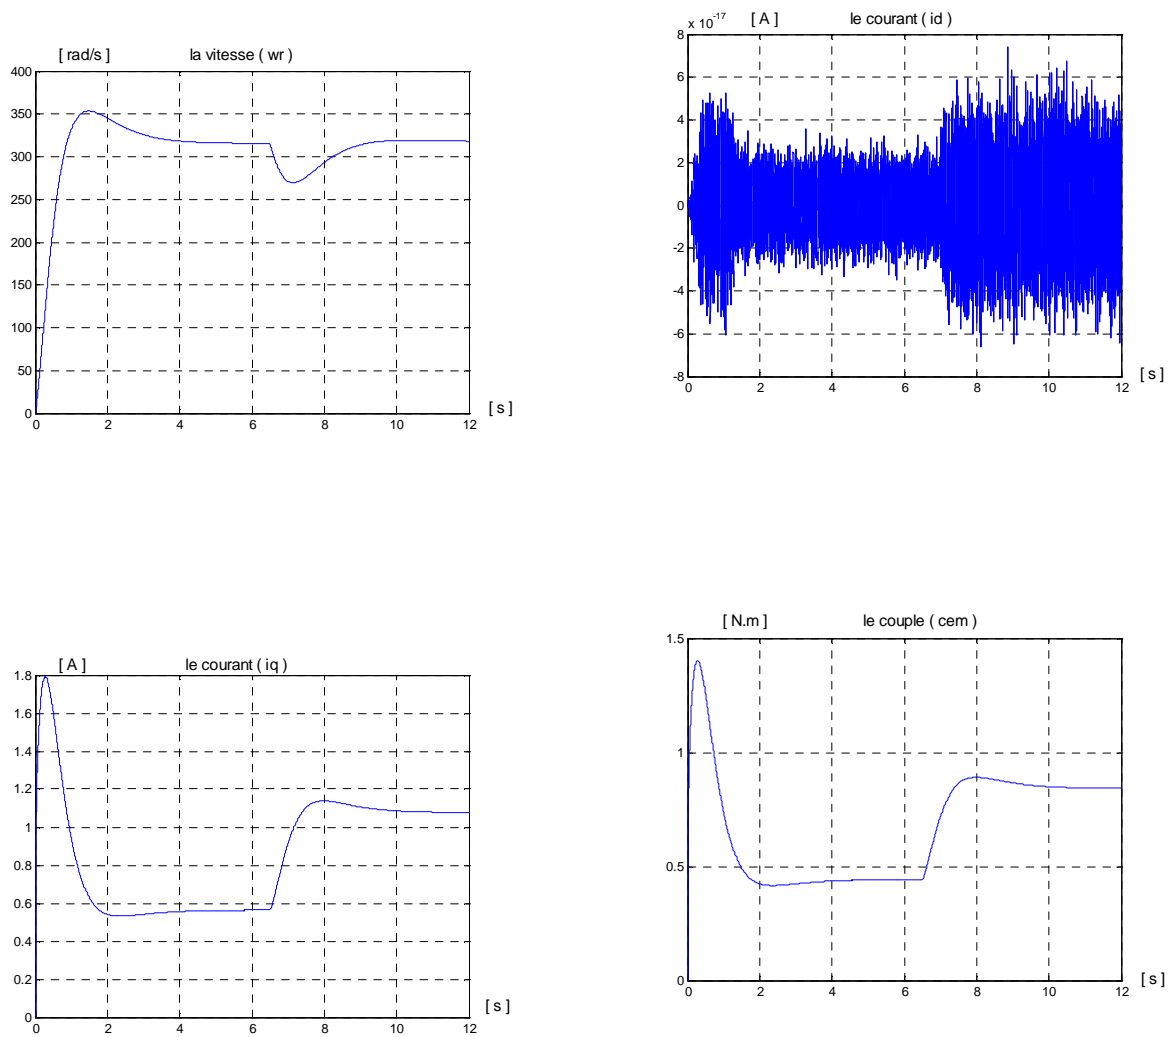 [ rad/s ] la vitesse ( wr )
400
350
300
250
200
150
100
50
0
0 2 4 6 8 10 12
[ s ]
x 10^-17 [ A ] le courant ( id )
8
6
4
2
0
-2
-4
-6
-8
0 2 4 6 8 10 12
[ s ]
[ A ] le courant ( iq )
1.8
1.6
1.4
1.2
1
0.8
0.6
0.4
0.2
0
0 2 4 6 8 10 12
[ s ]
[ N.m ] le couple ( cem )
1.5
1
0.5
0
0 2 4 6 8 10 12
[ s ]